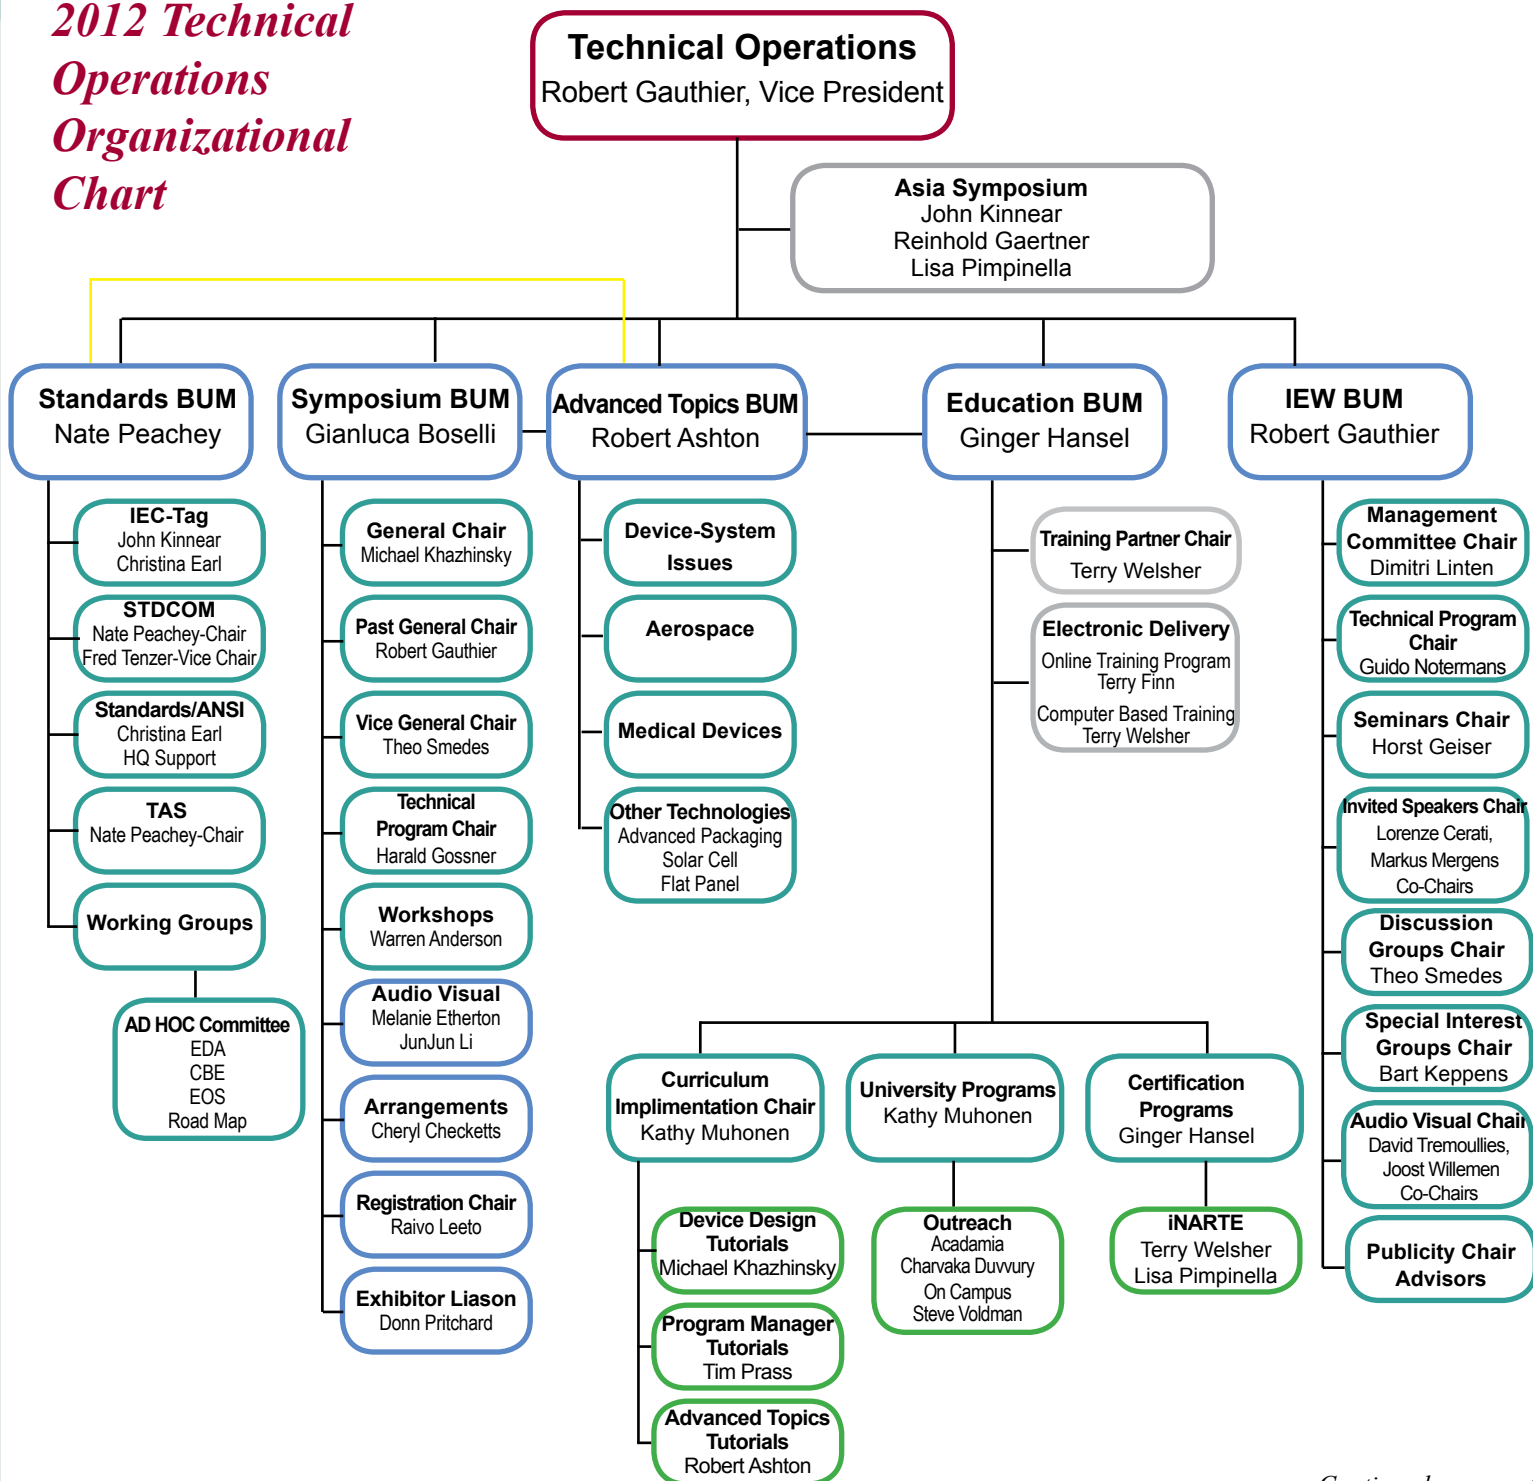 2012 Technical
Operations
Organizational
Chart
Technical Operations
Robert Gauthier, Vice President
Asia Symposium
John Kinnear
Reinhold Gaertner
Lisa Pimpinella
Standards BUM
Nate Peachey
Symposium BUM
Gianluca Boselli
Advanced Topics BUM
Robert Ashton
Education BUM
Ginger Hansel
IEW BUM
Robert Gauthier
IEC-Tag
John Kinnear
Christina Earl
STDCOM
Nate Peachey-Chair
Fred Tenzer-Vice Chair
Standards/ANSI
Christina Earl
HQ Support
TAS
Nate Peachey-Chair
Working Groups
AD HOC Committee
EDA
CBE
EOS
Road Map
General Chair
Michael Khazhinsky
Past General Chair
Robert Gauthier
Vice General Chair
Theo Smedes
Technical
Program Chair
Harald Gossner
Workshops
Warren Anderson
Audio Visual
Melanie Etherton
JunJun Li
Arrangements
Cheryl Checketts
Registration Chair
Raivo Leeto
Exhibitor Liason
Donn Pritchard
Device-System
Issues
Aerospace
Medical Devices
Other Technologies
Advanced Packaging
Solar Cell
Flat Panel
Training Partner Chair
Terry Welsher
Electronic Delivery
Online Training Program
Terry Finn
Computer Based Training
Terry Welsher
Curriculum
Implimentation Chair
Kathy Muhonen
Device Design
Tutorials
Michael Khazhinsky
Program Manager
Tutorials
Tim Prass
Advanced Topics
Tutorials
Robert Ashton
University Programs
Kathy Muhonen
Outreach
Acadamia
Charvaka Duvvury
On Campus
Steve Voldman
Certification
Programs
Ginger Hansel
iNARTE
Terry Welsher
Lisa Pimpinella
Management
Committee Chair
Dimitri Linten
Technical Program
Chair
Guido Notermans
Seminars Chair
Horst Geiser
Invited Speakers Chair
Lorenze Cerati,
Markus Mergens
Co-Chairs
Discussion
Groups Chair
Theo Smedes
Special Interest
Groups Chair
Bart Keppens
Audio Visual Chair
David Tremoullies,
Joost Willemen
Co-Chairs
Publicity Chair
Advisors